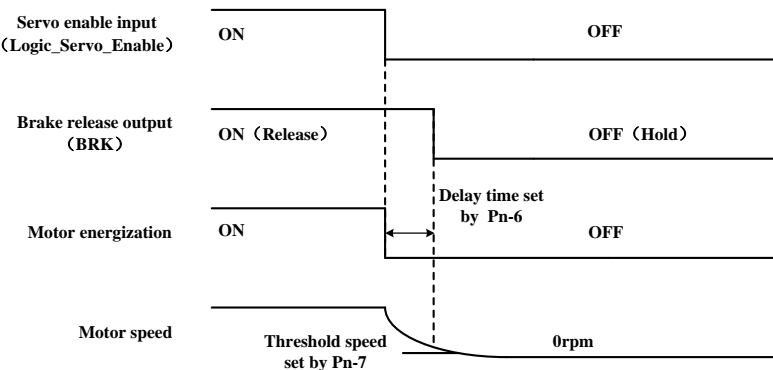 Servo enable input
（Logic_Servo_Enable）
ON
OFF
Brake release output
（BRK）
ON（Release）
OFF（Hold）
Delay time set
by Pn-6
Motor energization
ON
OFF
Motor speed
Threshold speed
set by Pn-7
0rpm